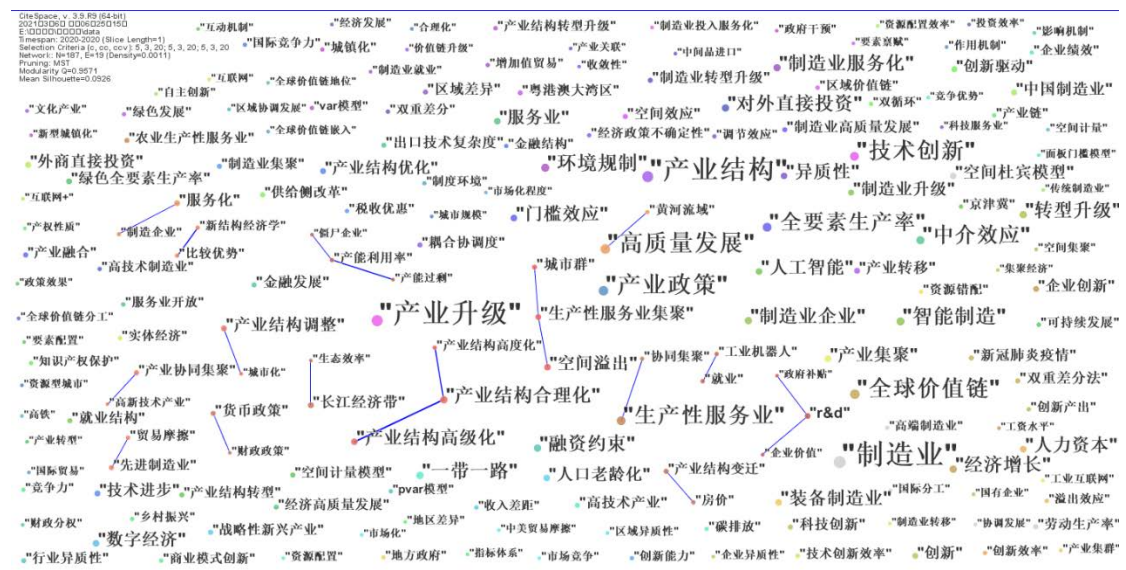 CiteSpace, v. 3.9.R9 (64-bit)
Timespan: 2020-2020 (Slice Length=1)
Selection Criteria (c, cc, ccv): 5, 3, 20; 5, 3, 20; 5, 3, 20
Network: N=187, E=19 (Density=0.0011)
Pruning: MST
Modularity Q=0.9571
Mean Silhouette=0.0926
"互动机制" "经济发展" "合理化" "产业结构转型升级" "制造业投入服务化" "政府干预" "资源配置效率" "投资效率" "影响机制"
"国际竞争力" "城镇化" "价值链升级" "产业关联" "中间品进口" "要素禀赋" "作用机制" "企业绩效"
"互联网" "全球价值链地位" "制造业就业" "增加值贸易" "收敛性" "制造业转型升级" "制造业服务化" "创新驱动"
"自主创新" "区域差异" "粤港澳大湾区" "区域价值链" "中国制造业"
"文化产业" "绿色发展" "区域协调发展" "var模型" "双重差分" "服务业" "空间效应" "对外直接投资" "双循环" "竞争优势" "产业链"
"新型城镇化" "农业生产性服务业" "全球价值链嵌入" "出口技术复杂度" "金融结构" "经济政策不确定性" "调节效应" "制造业高质量发展" "科技服务业" "空间计量"
"外商直接投资" "制造业集聚" "产业结构优化" "制度环境" "环境规制" "产业结构" "异质性" "技术创新" "面板门槛模型"
"绿色全要素生产率" "空间杜宾模型"
"互联网+" "服务化" "供给侧改革" "市场化程度" "制造业升级" "传统制造业"
"税收优惠" "城市规模" "门槛效应" "黄河流域" "京津冀" "转型升级"
"产权性质" "制造企业" "新结构经济学" "僵尸企业" "耦合协调度" "高质量发展" "全要素生产率" "中介效应"
"产业融合" "比较优势" "产能利用率" "城市群" "空间集聚"
"高技术制造业" "产能过剩" "人工智能" "产业转移" "集聚经济"
"政策效果" "金融发展" "产业政策" "资源错配" "企业创新"
"服务业开放"
"全球价值链分工" "产业结构调整" "产业升级" "生产性服务业集聚" "制造业企业" "智能制造" "可持续发展"
"要素配置" "实体经济"
"知识产权保护" "产业协同集聚" "城市化" "生态效率" "产业结构高度化" "空间溢出" "协同集聚" "工业机器人" "产业集聚" "新冠肺炎疫情"
"资源型城市" "就业" "政府补贴" "全球价值链" "双重差分法"
"高铁" "高新技术产业" "货币政策" "长江经济带" "产业结构合理化" "生产性服务业" "r&d" "创新产出"
"就业结构" "高端制造业" "工资水平"
"产业转型" "贸易摩擦" "财政政策" "产业结构高级化" "融资约束" "企业价值" "制造业" "人力资本"
"国际贸易" "先进制造业" "空间计量模型" "一带一路" "人口老龄化" "产业结构变迁" "经济增长"
"竞争力" "技术进步" "产业结构转型" "pvar模型" "房价" "装备制造业" "国际分工" "国有企业" "工业互联网"
"经济高质量发展" "收入差距" "高技术产业" "溢出效应"
"财政分权" "乡村振兴" "战略性新兴产业" "市场化" "地区差异" "中美贸易摩擦" "区域异质性" "碳排放" "科技创新" "制造业转移" "协调发展" "劳动生产率"
"数字经济"
"行业异质性" "商业模式创新" "资源配置" "地方政府" "指标体系" "市场竞争" "创新能力" "企业异质性" "技术创新效率" "创新" "创新效率" "产业集群"